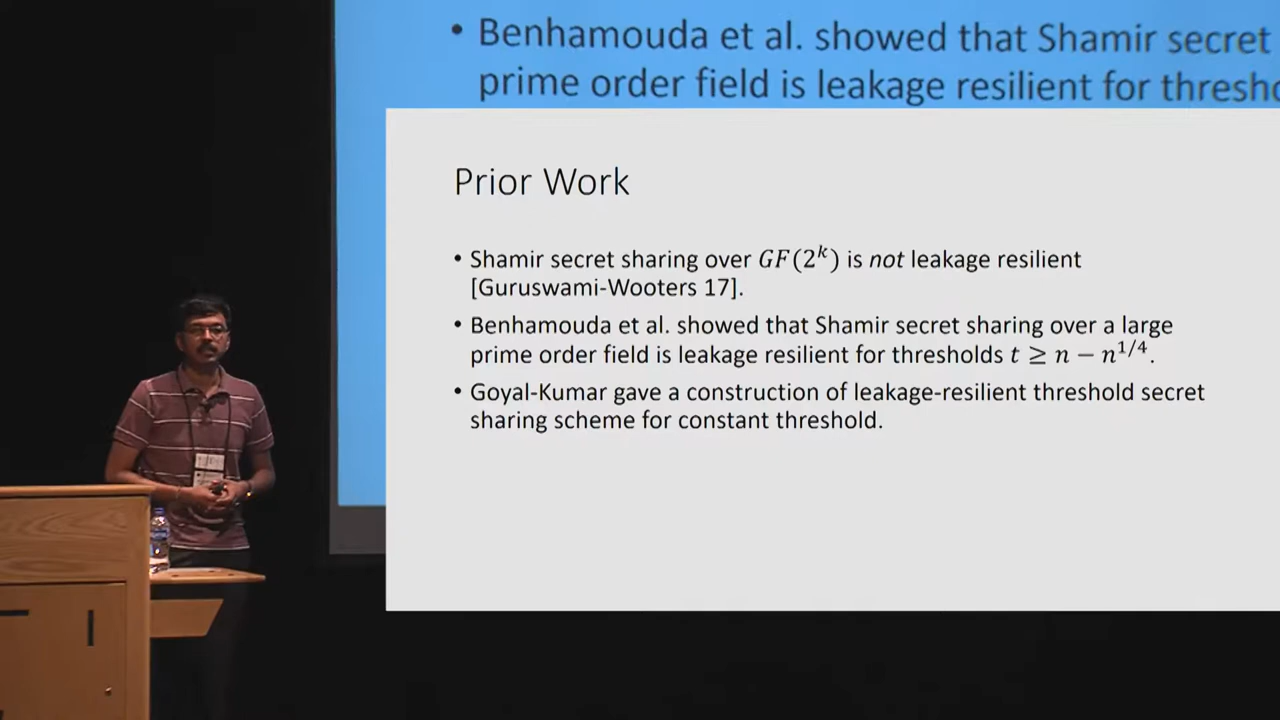 • Benhamouda et al. showed that Shamir secret
prime order field is leakage resilient for thresho
Prior Work
• Shamir secret sharing over GF(2^k) is not leakage resilient
[Guruswami-Wooters 17].
• Benhamouda et al. showed that Shamir secret sharing over a large
prime order field is leakage resilient for thresholds t ≥ n − n^{1/4}.
• Goyal-Kumar gave a construction of leakage-resilient threshold secret
sharing scheme for constant threshold.